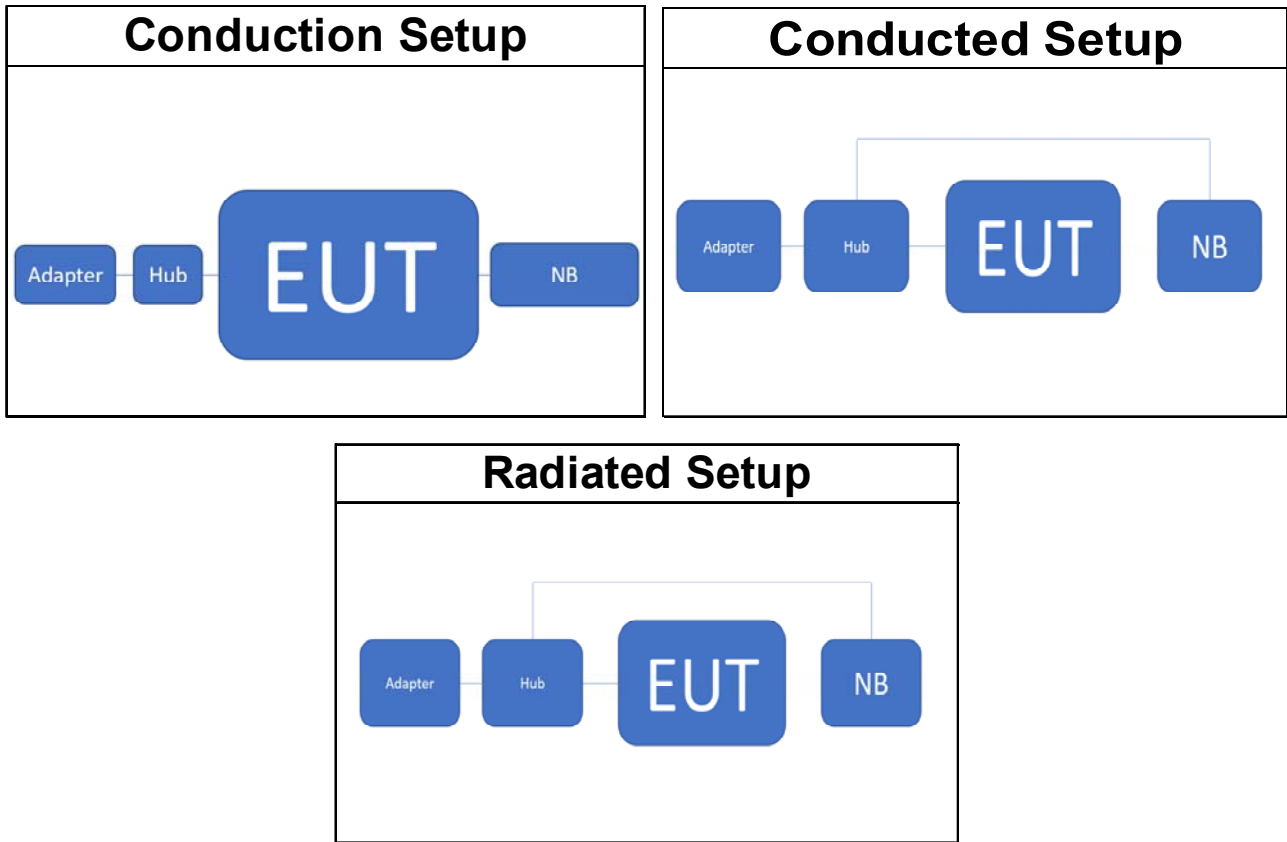 Conduction Setup
Adapter
Hub
EUT
NB
Conducted Setup
Adapter
Hub
EUT
NB
Radiated Setup
Adapter
Hub
EUT
NB